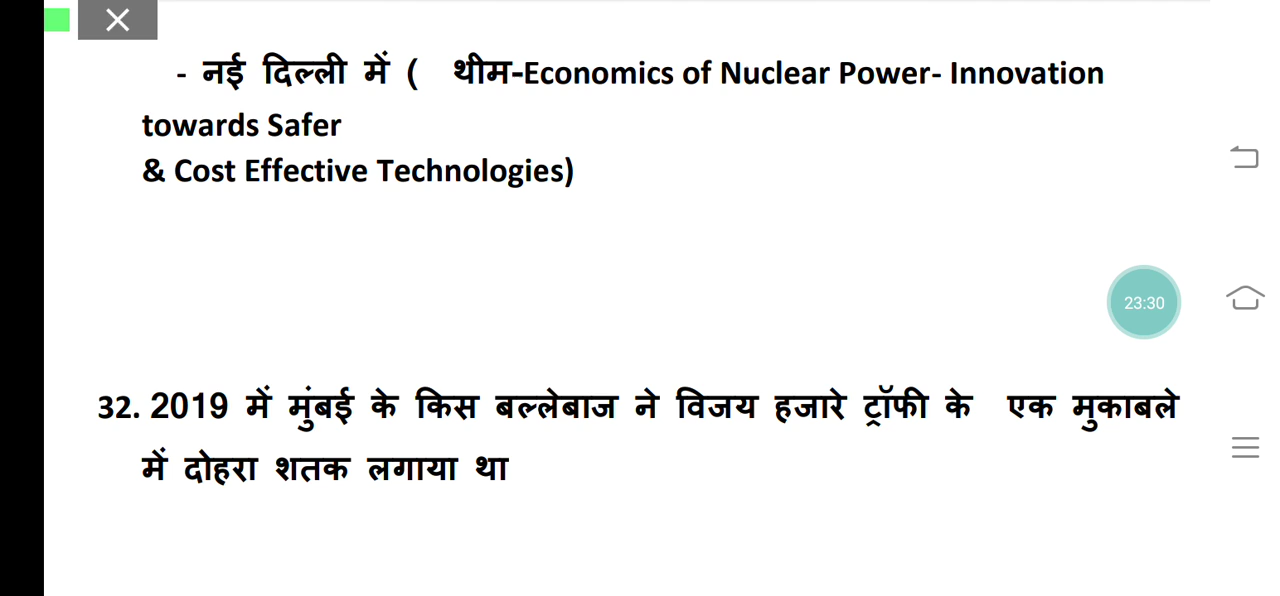 - नई दिल्ली में ( थीम-Economics of Nuclear Power- Innovation
towards Safer
& Cost Effective Technologies)
23:30
32. 2019 में मुंबई के किस बल्लेबाज ने विजय हजारे ट्रॉफी के एक मुकाबले
में दोहरा शतक लगाया था